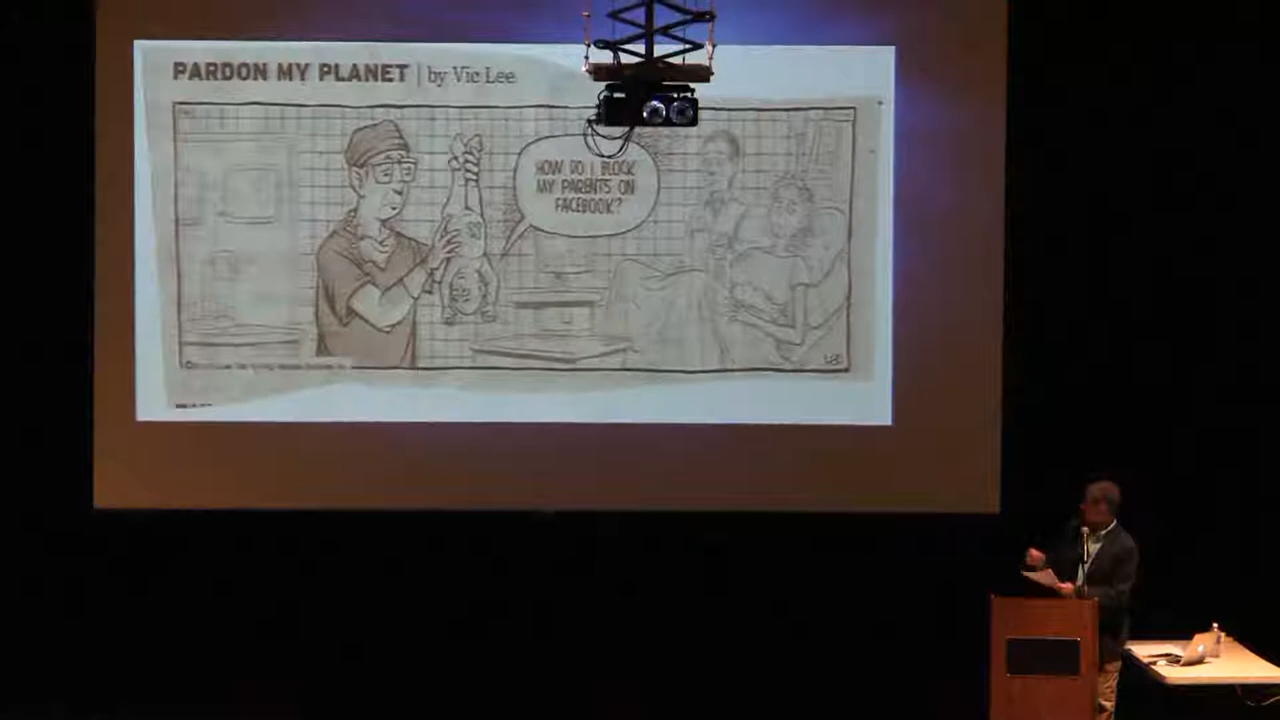 PARDON MY PLANET | by Vic Lee
HOW DO I BLOCK
MY PARENTS ON
FACEBOOK?